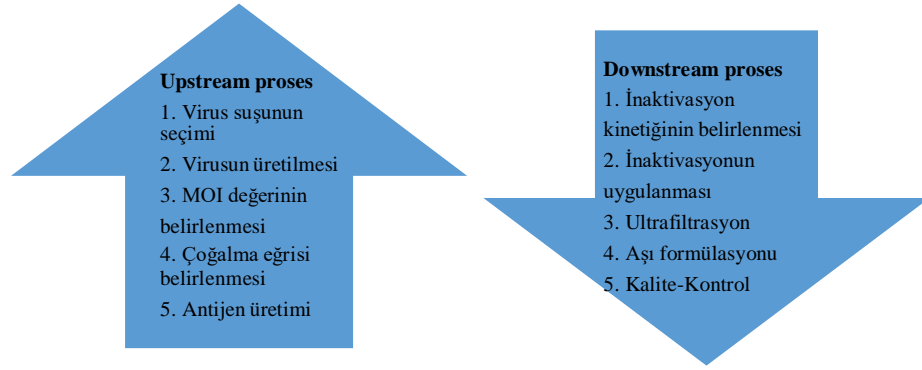 Upstream proses
1. Virus suşunun
seçimi
2. Virusun üretilmesi
3. MOI değerinin
belirlenmesi
4. Çoğalma eğrisi
belirlenmesi
5. Antijen üretimi
Downstream proses
1. İnaktivasyon
kinetiğinin belirlenmesi
2. İnaktivasyonun
uygulanması
3. Ultrafiltrasyon
4. Aşı formülasyonu
5. Kalite-Kontrol